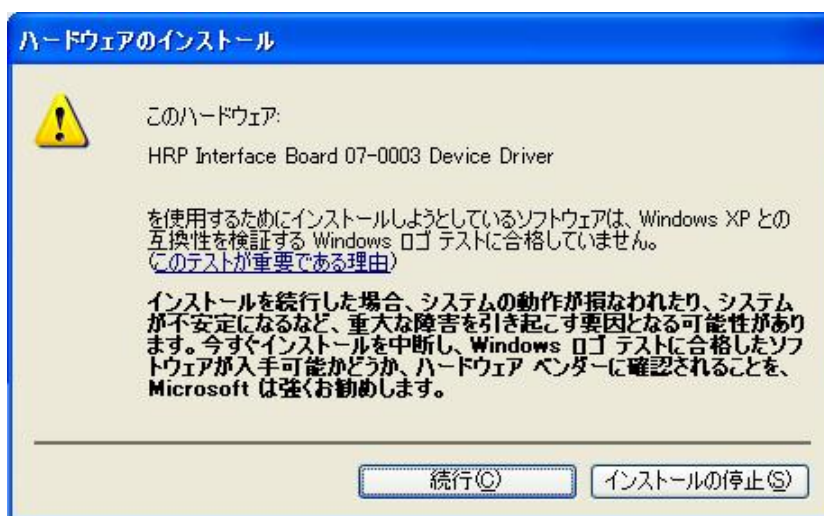 ハードウェアのインストール
このハードウェア:
HRP Interface Board 07-0003 Device Driver
を使用するためにインストールしようとしているソフトウェアは、Windows XP との
互換性を検証する Windows ロゴ テストに合格していません。
(このテストが重要である理由)
インストールを続行した場合、システムの動作が損なわれたり、システム
が不安定になるなど、重大な障害を引き起こす要因となる可能性があり
ます。今すぐインストールを中断し、Windows ロゴ テストに合格したソフ
トウェアが入手可能かどうか、ハードウェア ベンダーに確認されることを、
Microsoft は強くお勧めします。
続行(C)
インストールの停止(S)